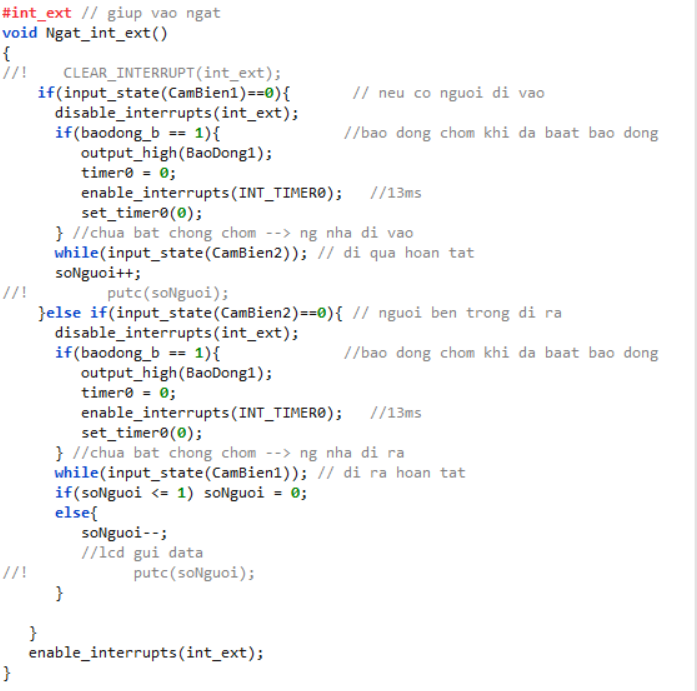 #int_ext // giup vao ngat
void Ngat_int_ext()
{
//!    CLEAR_INTERRUPT(int_ext);
    if(input_state(CamBien1)==0){       // neu co nguoi di vao
      disable_interrupts(int_ext);
      if(baodong_b == 1){              //bao dong chom khi da baat bao dong
         output_high(BaoDong1);
         timer0 = 0;
         enable_interrupts(INT_TIMER0);   //13ms
         set_timer0(0);
      } //chua bat chong chom --> ng nha di vao
      while(input_state(CamBien2)); // di qua hoan tat
      soNguoi++;
//!         putc(soNguoi);
    }else if(input_state(CamBien2)==0){ // nguoi ben trong di ra
      disable_interrupts(int_ext);
      if(baodong_b == 1){              //bao dong chom khi da baat bao dong
         output_high(BaoDong1);
         timer0 = 0;
         enable_interrupts(INT_TIMER0);   //13ms
         set_timer0(0);
      } //chua bat chong chom --> ng nha di ra
      while(input_state(CamBien1)); // di ra hoan tat
      if(soNguoi <= 1) soNguoi = 0;
      else{
         soNguoi--;
         //lcd gui data
//!            putc(soNguoi);
      }
   }
   enable_interrupts(int_ext);
}